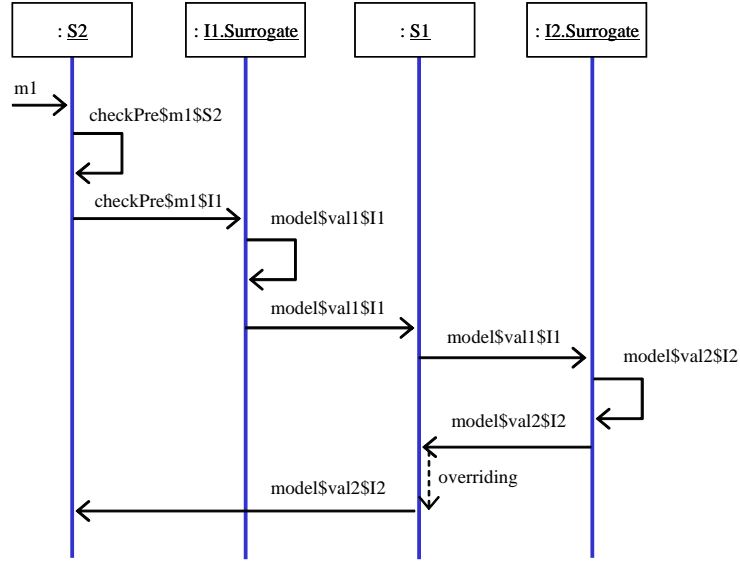 : S2
: I1.Surrogate
: S1
: I2.Surrogate
m1
checkPre$m1$S2
checkPre$m1$I1
model$val1$I1
model$val1$I1
model$val1$I1
model$val2$I2
model$val2$I2
overriding
model$val2$I2